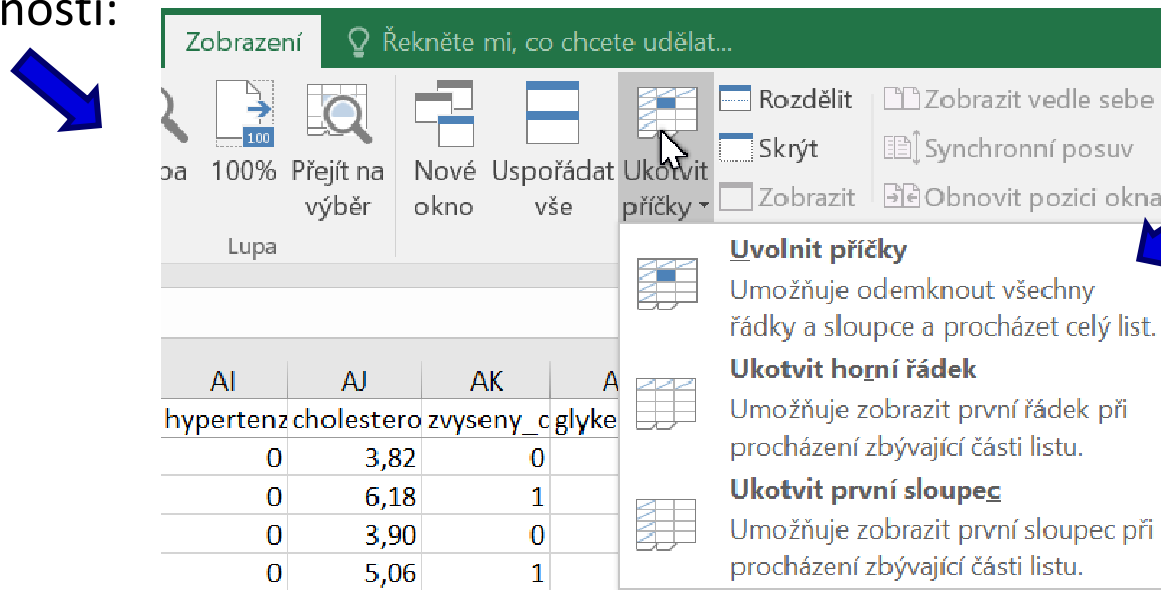 nosti:
Zobrazení Řekněte mi, co chcete udělat...
100
pa 100% Přejít na výběr
Lupa
Nové okno
Uspořádat vše
Ukotvit příčky
Rozdělit
Skrýt
Zobrazit
Zobrazit vedle sebe
Synchronní posuv
Obnovit pozici okna
Uvolnit příčky
Umožňuje odemknout všechny
řádky a sloupce a procházet celý list.
Ukotvit horní řádek
Umožňuje zobrazit první řádek při
procházení zbývající části listu.
Ukotvit první sloupec
Umožňuje zobrazit první sloupec při
procházení zbývající části listu.
AI AJ AK A
hypertenz cholestero zvyseny_c glyke
0 3,82 0
0 6,18 1
0 3,90 0
0 5,06 1